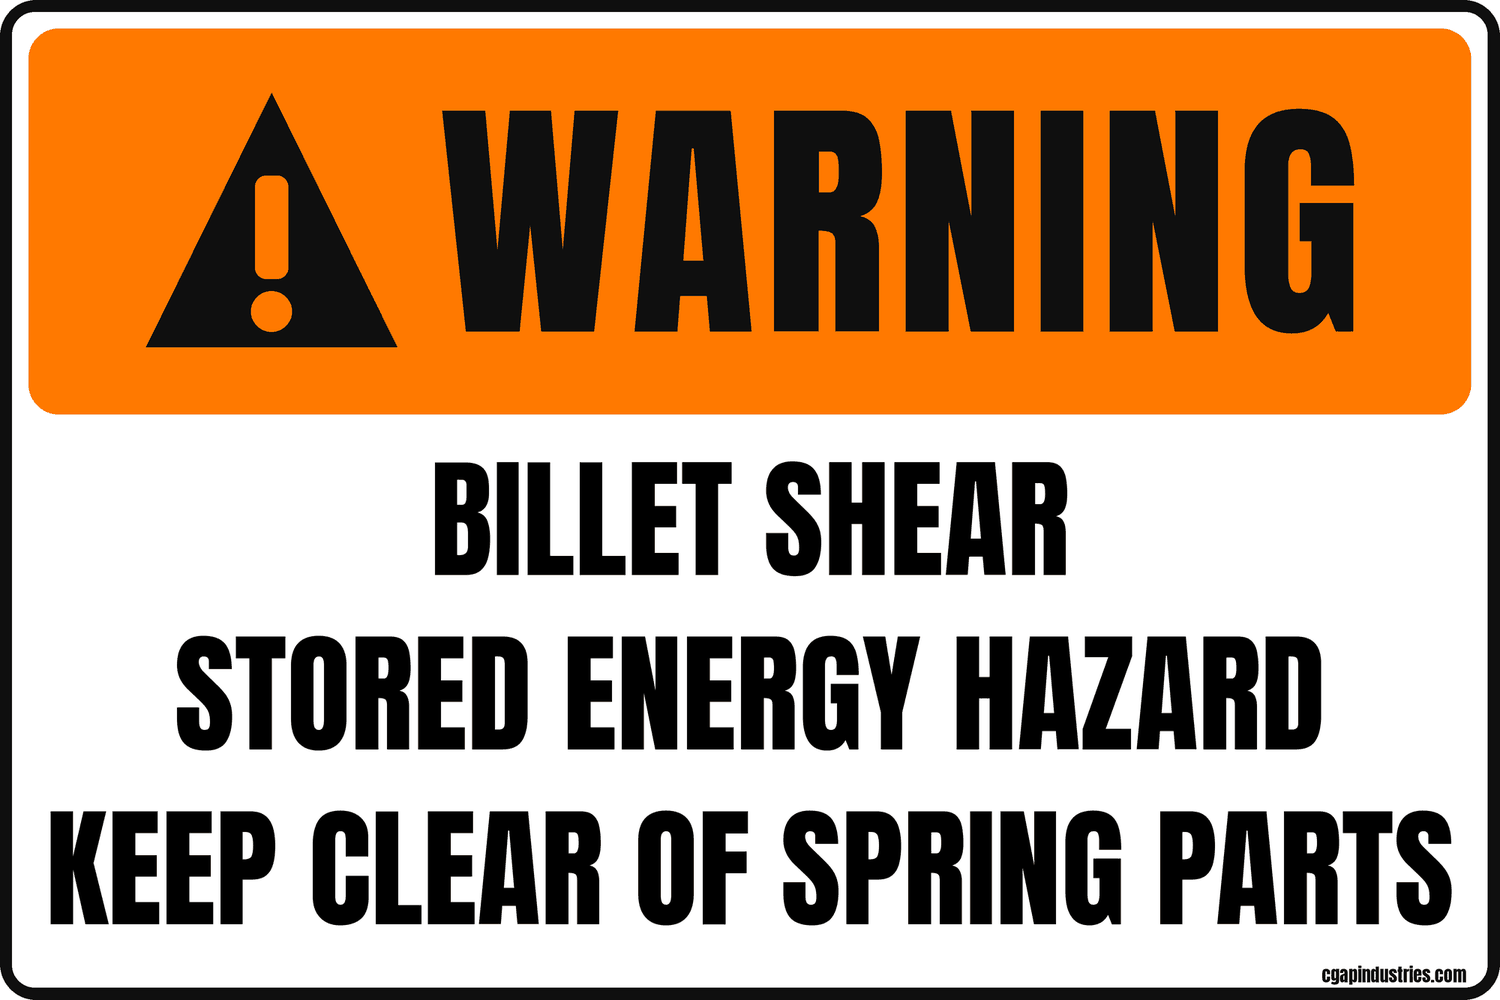 WARNING
BILLET SHEAR
STORED ENERGY HAZARD
KEEP CLEAR OF SPRING PARTS
cgapindustries.com